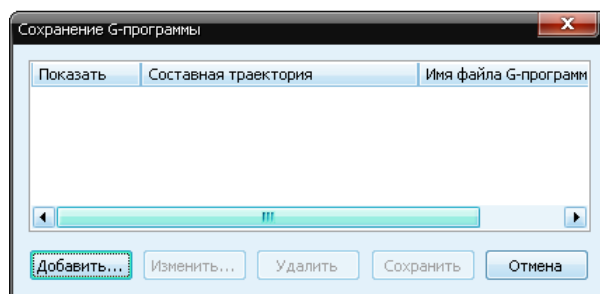 Сохранение G-программы
Показать Составная траектория Имя файла G-программ
Добавить... Изменить... Удалить Сохранить Отмена